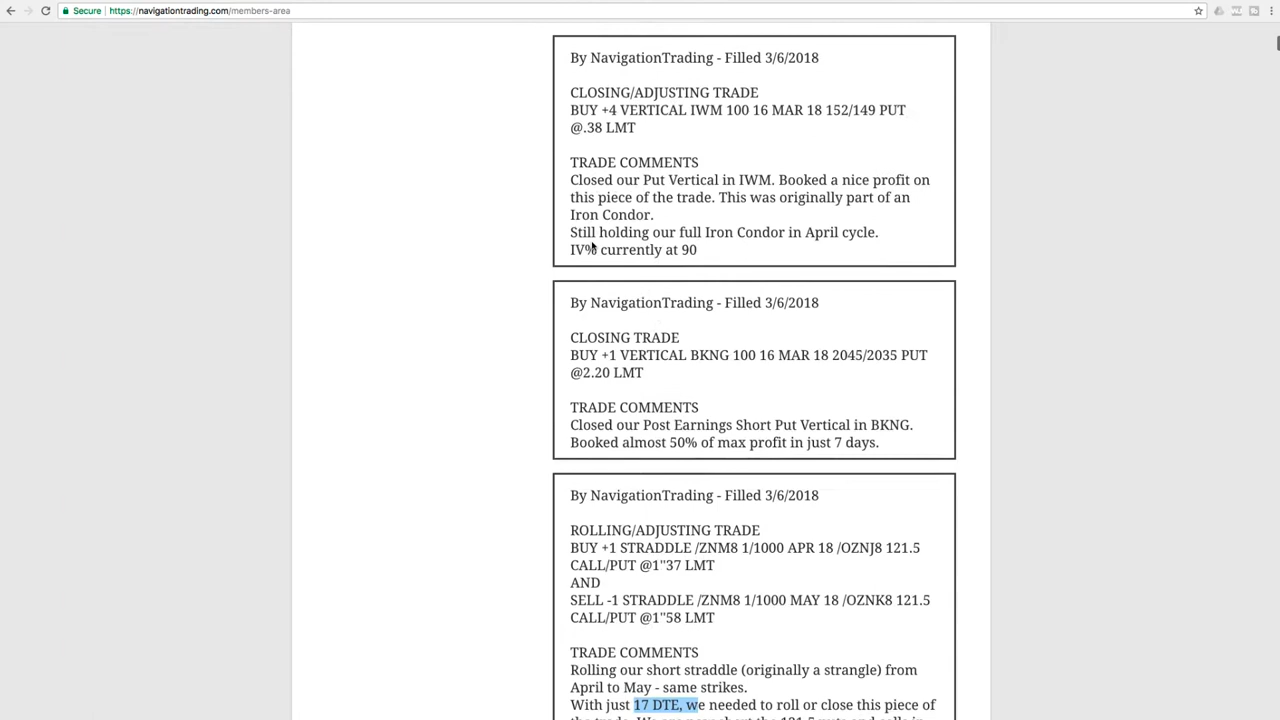 Secure
https://navigationtrading.com/members-area
By NavigationTrading - Filled 3/6/2018
CLOSING/ADJUSTING TRADE
BUY +4 VERTICAL IWM 100 16 MAR 18 152/149 PUT
@.38 LMT
TRADE COMMENTS
Closed our Put Vertical in IWM. Booked a nice profit on
this piece of the trade. This was originally part of an
Iron Condor.
Still holding our full Iron Condor in April cycle.
IV% currently at 90
By NavigationTrading - Filled 3/6/2018
CLOSING TRADE
BUY +1 VERTICAL BKNG 100 16 MAR 18 2045/2035 PUT
@2.20 LMT
TRADE COMMENTS
Closed our Post Earnings Short Put Vertical in BKNG.
Booked almost 50% of max profit in just 7 days.
By NavigationTrading - Filled 3/6/2018
ROLLING/ADJUSTING TRADE
BUY +1 STRADDLE /ZNM8 1/1000 APR 18 /OZNJ8 121.5
CALL/PUT @1"37 LMT
AND
SELL -1 STRADDLE /ZNM8 1/1000 MAY 18 /OZNK8 121.5
CALL/PUT @1"58 LMT
TRADE COMMENTS
Rolling our short straddle (originally a strangle) from
April to May - same strikes.
With just 17 DTE, we needed to roll or close this piece of